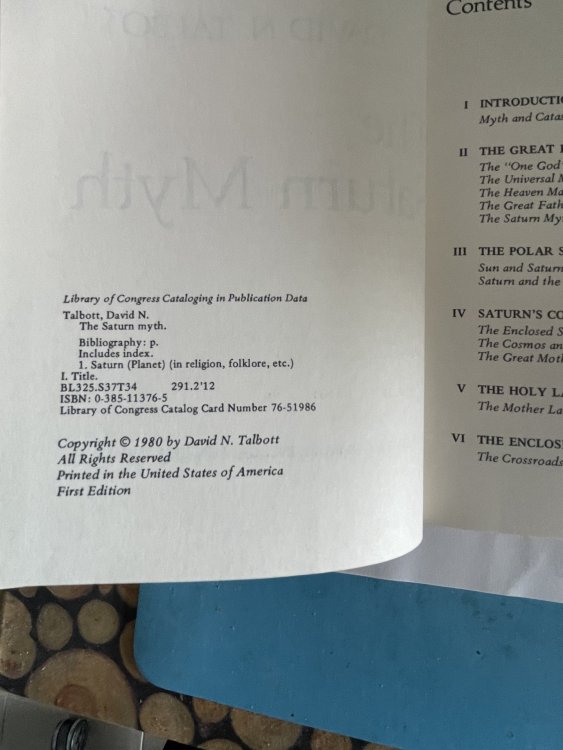 Library of Congress Cataloging in Publication Data
Talbott, David N.
The Saturn myth.
Bibliography: p.
Includes index.
1. Saturn (Planet) (in religion, folklore, etc.)
I. Title.
BL325.S37T34 291.2'12
ISBN: 0-385-11376-5
Library of Congress Catalog Card Number 76-51986
Copyright © 1980 by David N. Talbott
All Rights Reserved
Printed in the United States of America
First Edition
Contents
I INTRODUCTI
Myth and Catas
II THE GREAT
The "One God
The Universal M
The Heaven Ma
The Great Fath
The Saturn My
III THE POLAR S
Sun and Saturn
Saturn and the
IV SATURN'S CO
The Enclosed S
The Cosmos an
The Great Moth
V THE HOLY LA
The Mother La
VI THE ENCLOS
The Crossroads